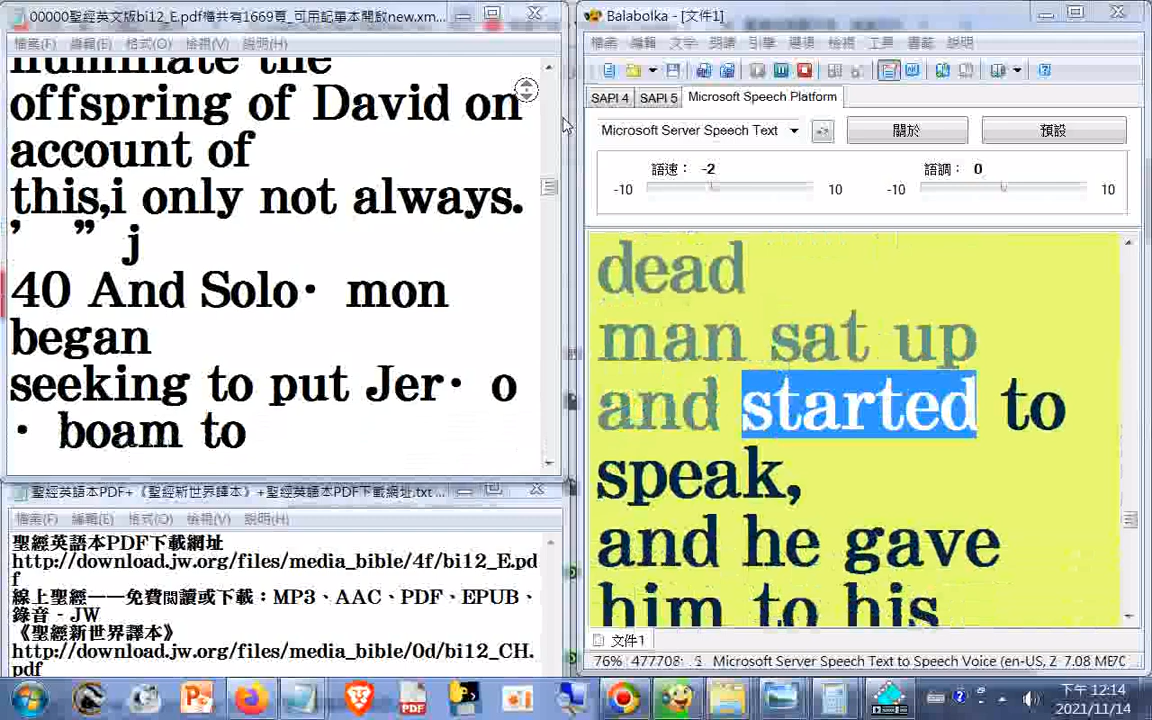 00000聖經英文版bi12_E.pdf檔共有1669頁_可用記事本開啟new.xm...
檔案(F) 編輯(E) 格式(O) 檢視(V) 說明(H)
huminate the
offspring of David on
account of
this,i only not always.
’ ” j
40 And Solo· mon
began
seeking to put Jer· o
· boam to
聖經英語本PDF+《聖經新世界譯本》+聖經英語本PDF下載網址.txt ...
檔案(F) 編輯(E) 格式(O) 檢視(V) 說明(H)
聖經英語本PDF下載網址
http://download.jw.org/files/media_bible/4f/bi12_E.pd
f
線上聖經——免費閱讀或下載：MP3、AAC、PDF、EPUB、
錄音 - JW
《聖經新世界譯本》
http://download.jw.org/files/media_bible/0d/bi12_CH.
pdf
Balabolka - [文件1]
檔案 編輯 文字 朗讀 引擎 選項 檢視 工具 書籤 說明
SAPI 4 SAPI 5 Microsoft Speech Platform
Microsoft Server Speech Text 關於 預設
語速： -2 語調： 0
-10 10 -10 10
dead
man sat up
and started to
speak,
and he gave
him to his
文件1
76% 477708: Microsoft Server Speech Text to Speech Voice (en-US, Z 7.08 ME
下午 12:14
2021/11/14